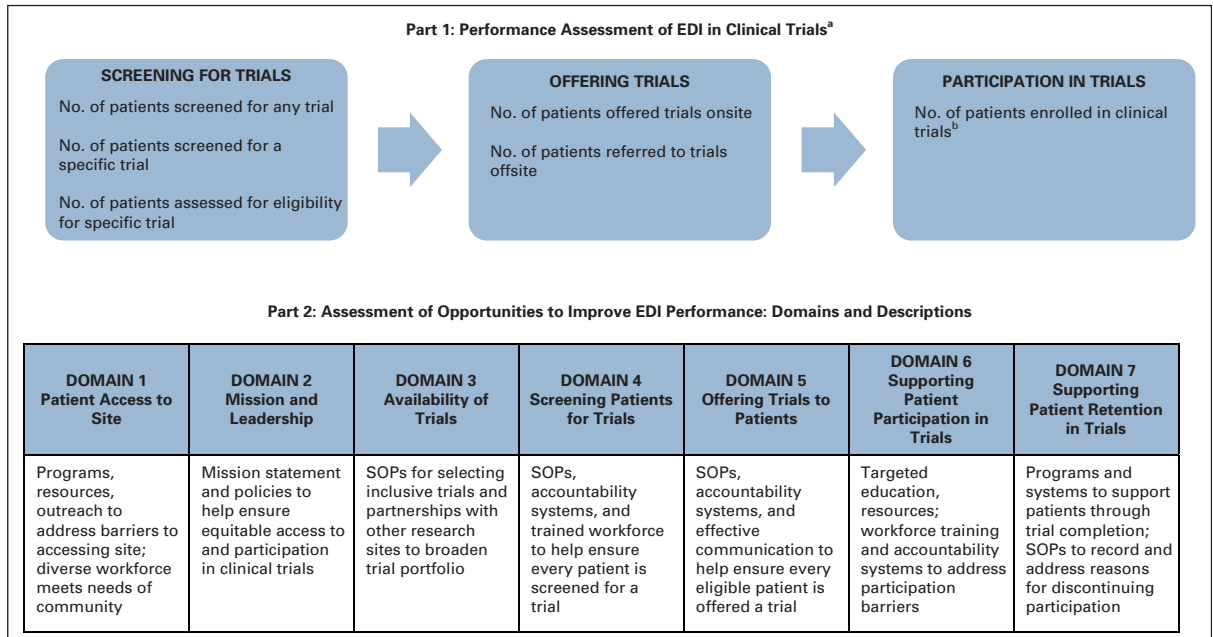 Part 1: Performance Assessment of EDI in Clinical Trialsa
SCREENING FOR TRIALS
No. of patients screened for any trial
No. of patients screened for a
specific trial
No. of patients assessed for eligibility
for specific trial
OFFERING TRIALS
No. of patients offered trials onsite
No. of patients referred to trials
offsite
PARTICIPATION IN TRIALS
No. of patients enrolled in clinical
trialsb
Part 2: Assessment of Opportunities to Improve EDI Performance: Domains and Descriptions
DOMAIN 1
Patient Access to
Site
DOMAIN 2
Mission and
Leadership
DOMAIN 3
Availability of
Trials
DOMAIN 4
Screening Patients
for Trials
DOMAIN 5
Offering Trials to
Patients
DOMAIN 6
Supporting
Patient
Participation in
Trials
DOMAIN 7
Supporting
Patient Retention
in Trials
Programs,
resources,
outreach to
address barriers to
accessing site;
diverse workforce
meets needs of
community
Mission statement
and policies to
help ensure
equitable access to
and participation
in clinical trials
SOPs for selecting
inclusive trials and
partnerships with
other research
sites to broaden
trial portfolio
SOPs,
accountability
systems, and
trained workforce
to help ensure
every patient is
screened for a
trial
SOPs,
accountability
systems, and
effective
communication to
help ensure every
eligible patient is
offered a trial
Targeted
education,
resources;
workforce training
and accountability
systems to address
participation
barriers
Programs and
systems to support
patients through
trial completion;
SOPs to record and
address reasons
for discontinuing
participation